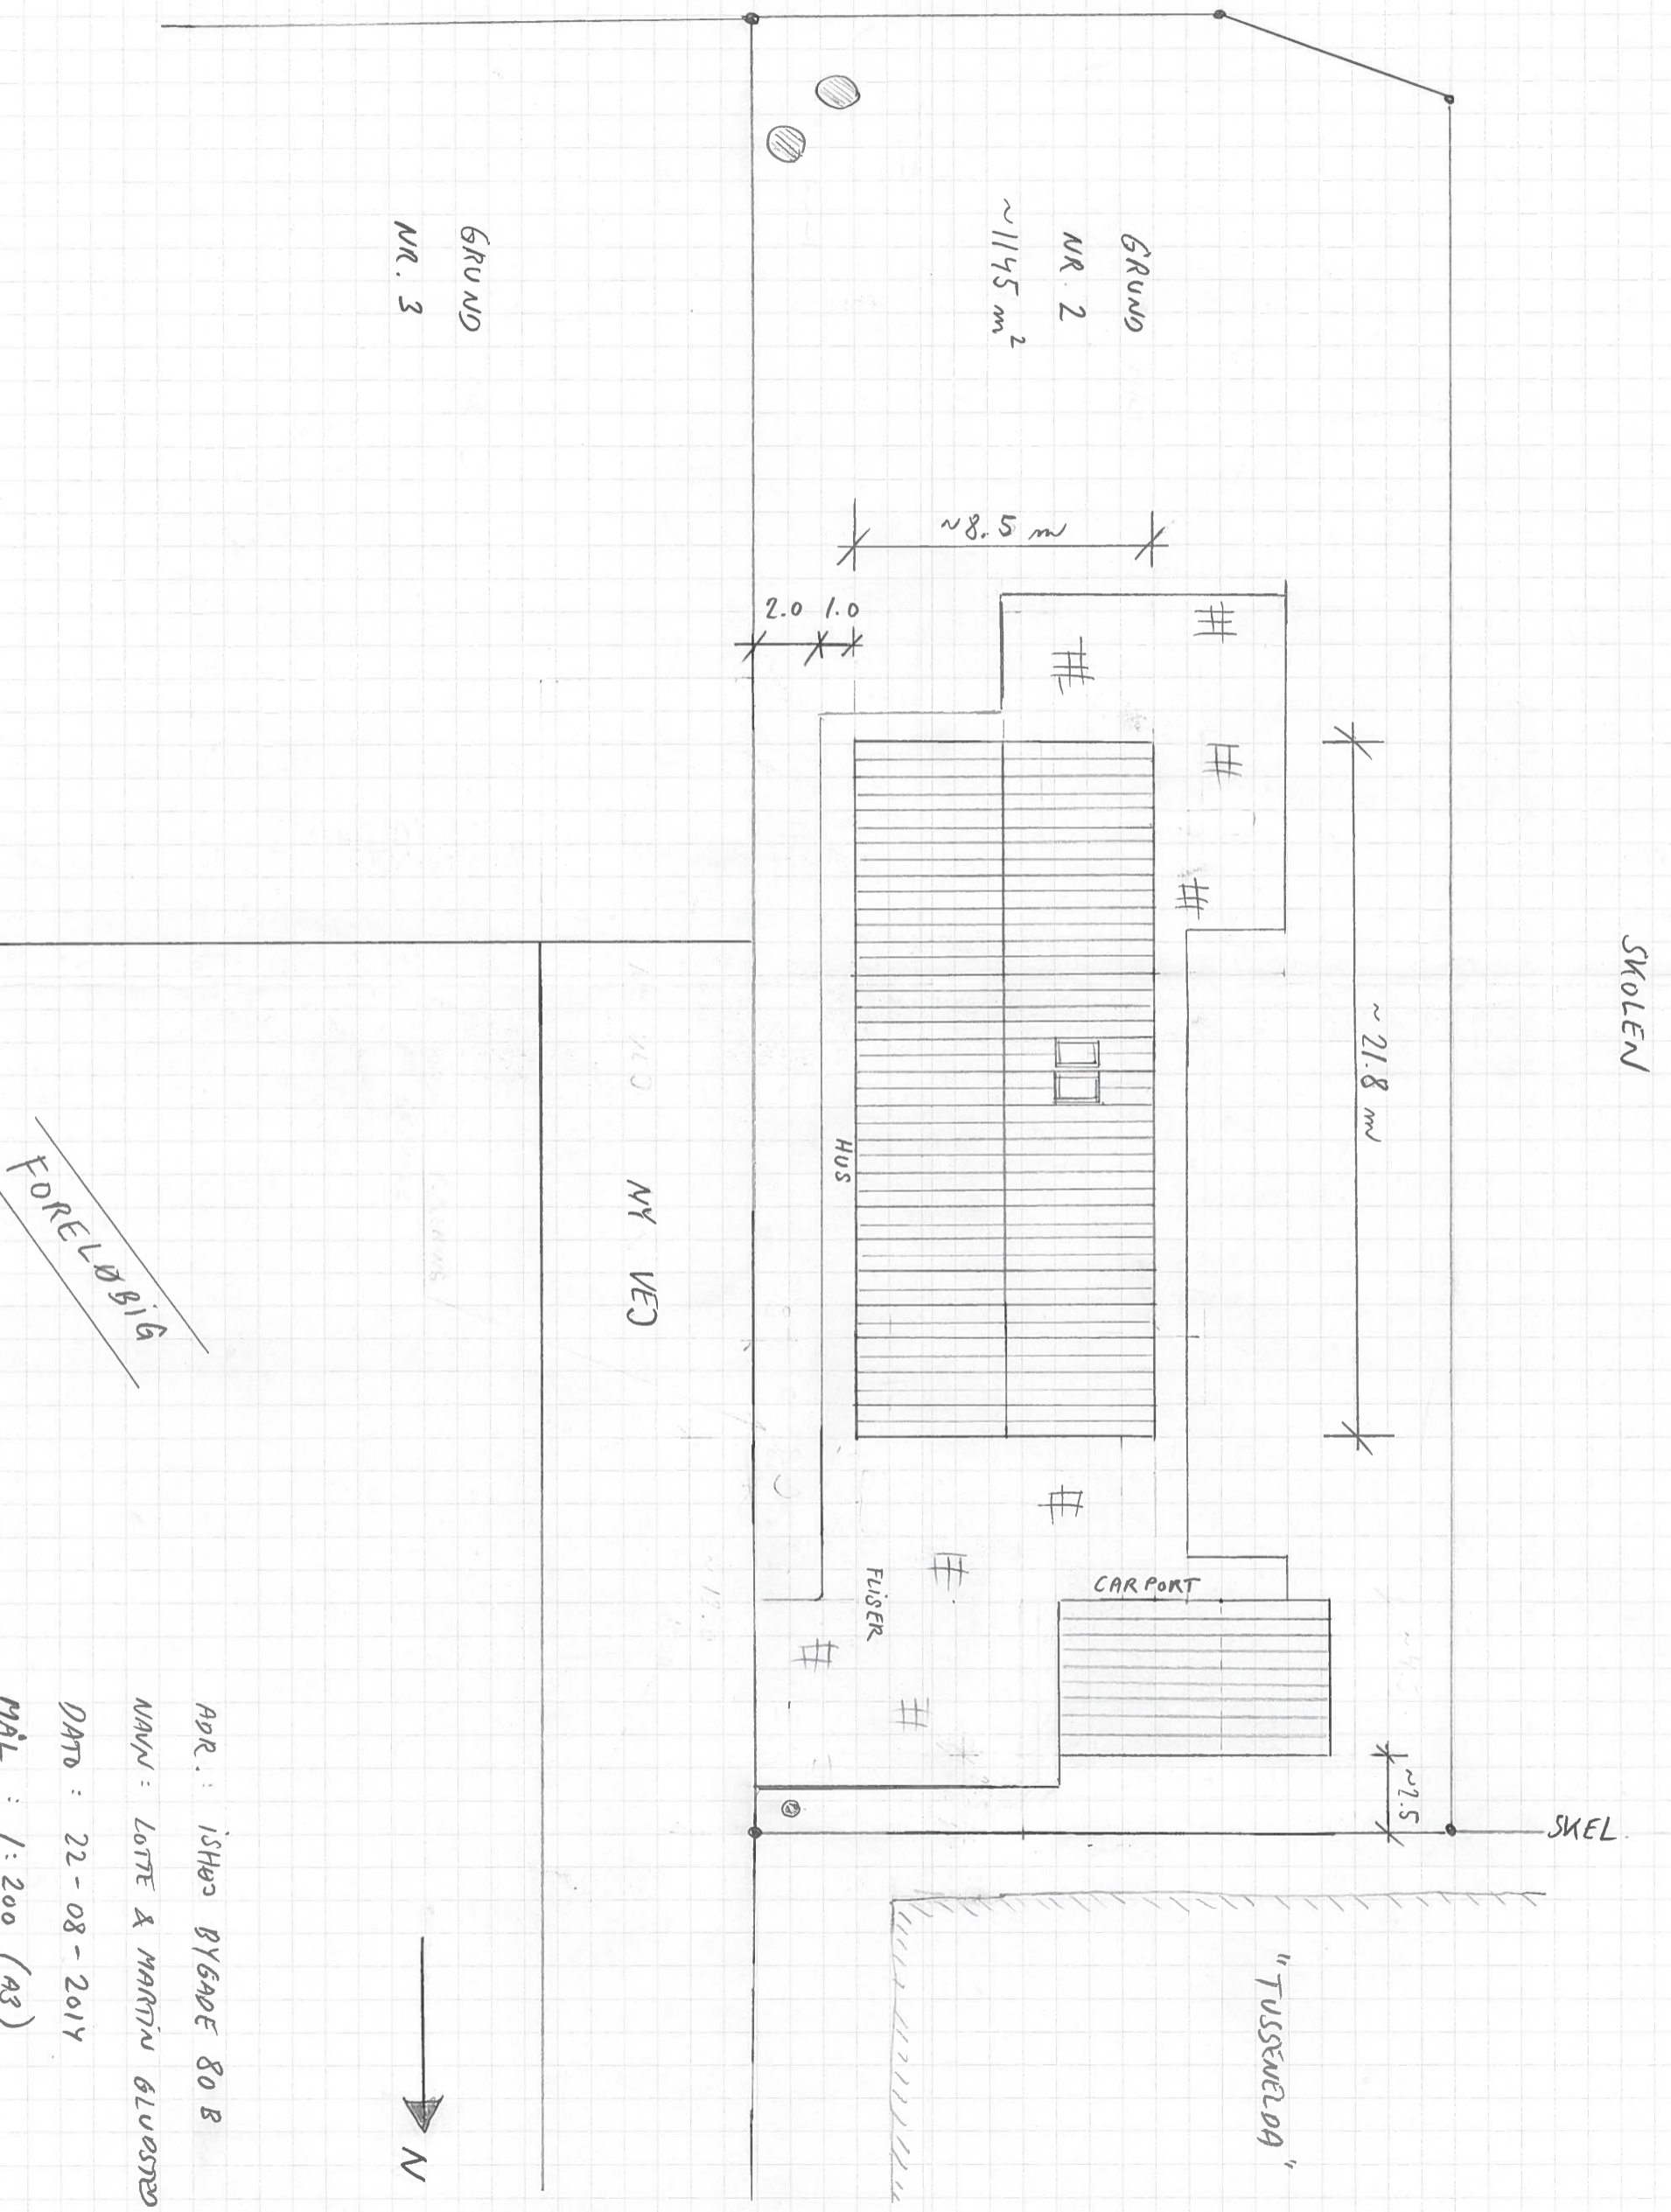 SKOLEN
GRUND
NR. 2
~1145 m²
GRUND
NR. 3
~8.5 m
2.0 1.0
~21.8 m
HUS
NY VEJ
FLISER
CARPORT
~2.5
SKEL
"TUSSENELDA"
FORELØBIG
N
ADR.: ISHØJ BYGADE 80 B
NAVN: LOTTE & MARTIN
DATO: 22-08-2014
MÅL: 1:200 (A3)